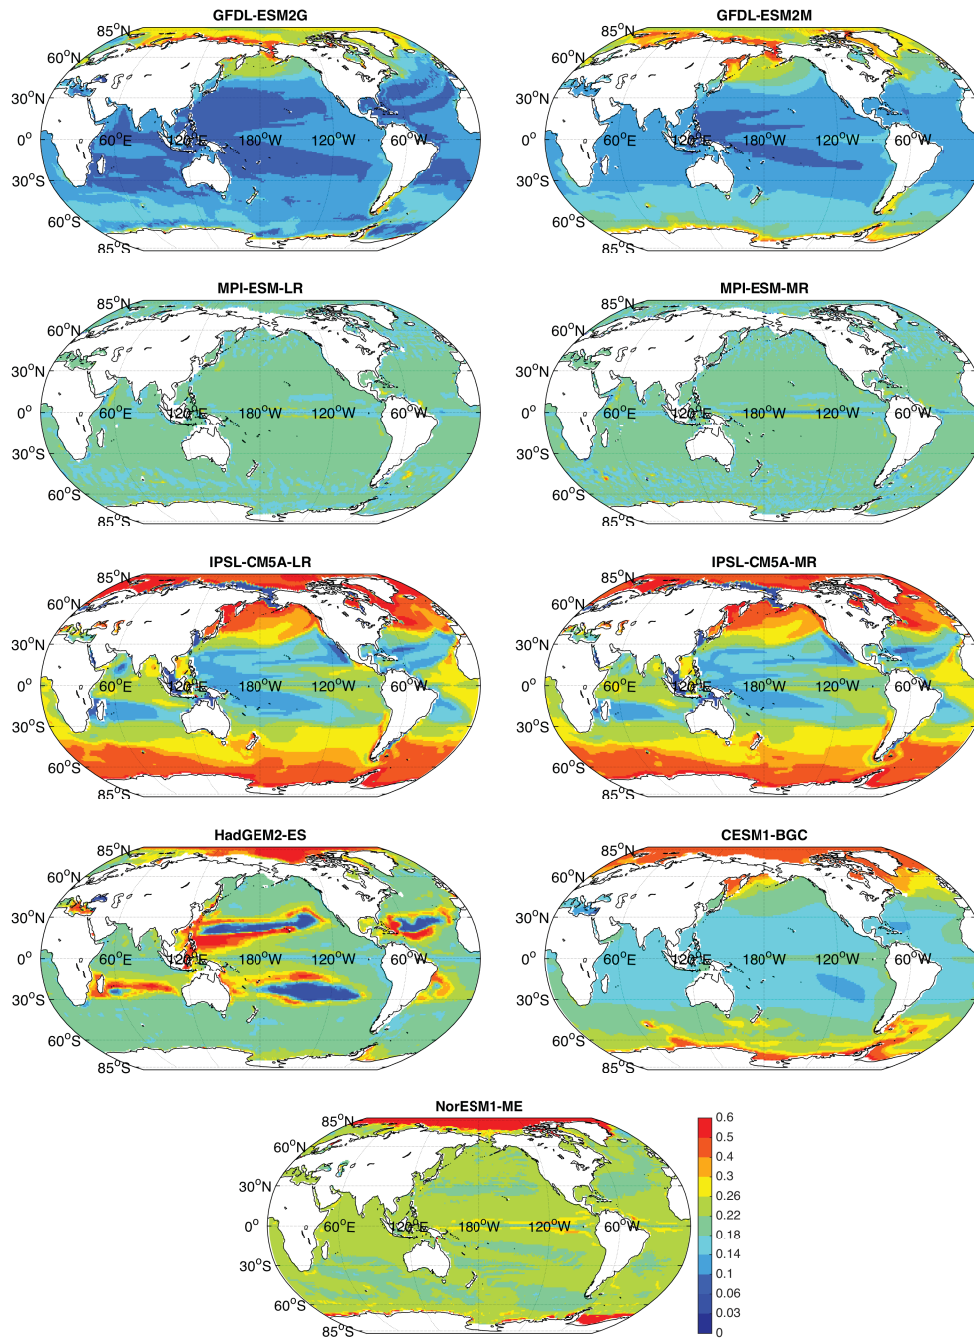 GFDL-ESM2G
GFDL-ESM2M
85°N
60°N
30°N
0°
30°S
60°S
85°S
60°E
120°E
180°W
120°W
60°W
85°N
60°N
30°N
0°
30°S
60°S
85°S
60°E
120°E
180°W
120°W
60°W
MPI-ESM-LR
MPI-ESM-MR
85°N
60°N
30°N
0°
30°S
60°S
85°S
60°E
120°E
180°W
120°W
60°W
85°N
60°N
30°N
0°
30°S
60°S
85°S
60°E
120°E
180°W
120°W
60°W
IPSL-CM5A-LR
IPSL-CM5A-MR
85°N
60°N
30°N
0°
30°S
60°S
85°S
60°E
120°E
180°W
120°W
60°W
85°N
60°N
30°N
0°
30°S
60°S
85°S
60°E
120°E
180°W
120°W
60°W
HadGEM2-ES
CESM1-BGC
85°N
60°N
30°N
0°
30°S
60°S
85°S
60°E
120°E
180°W
120°W
60°W
85°N
60°N
30°N
0°
30°S
60°S
85°S
60°E
120°E
180°W
120°W
60°W
NorESM1-ME
85°N
60°N
30°N
0°
30°S
60°S
85°S
60°E
120°E
180°W
120°W
60°W
0.6
0.5
0.4
0.3
0.26
0.22
0.18
0.14
0.1
0.06
0.03
0